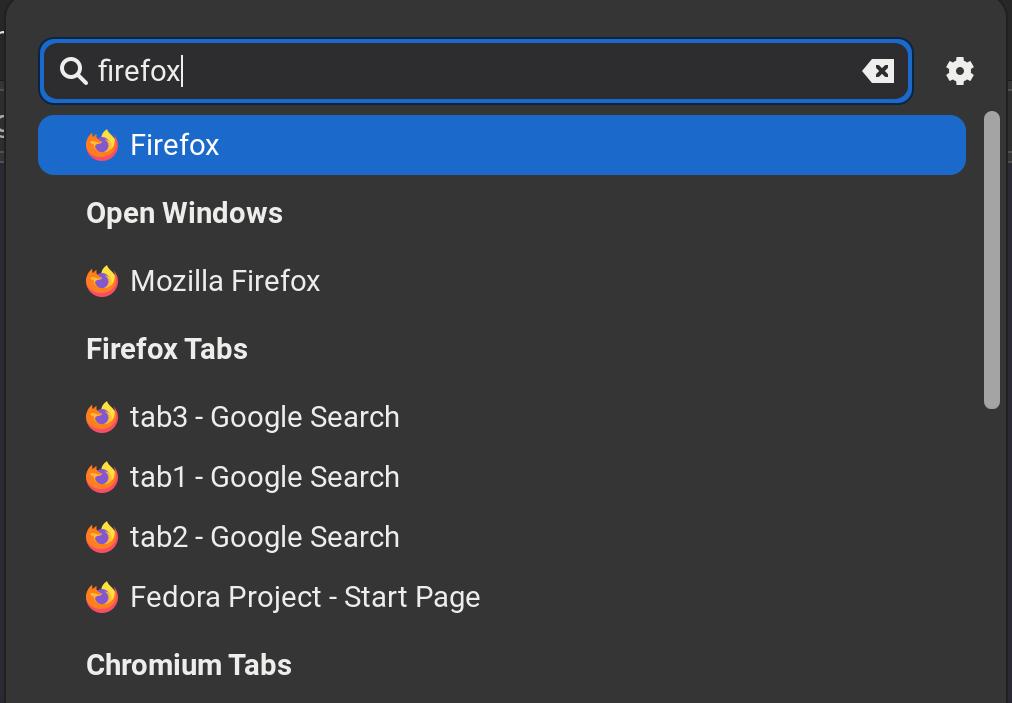 firefox
Firefox
Open Windows
Mozilla Firefox
Firefox Tabs
tab3 - Google Search
tab1 - Google Search
tab2 - Google Search
Fedora Project - Start Page
Chromium Tabs